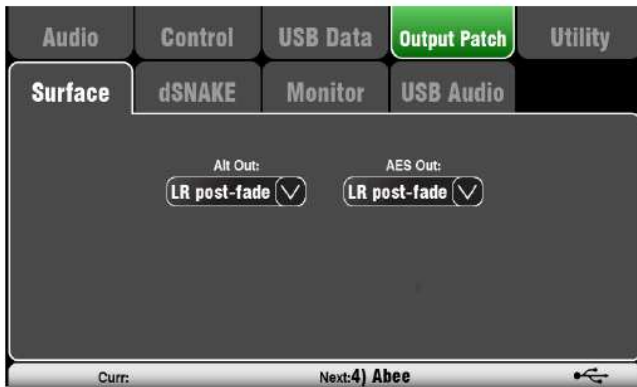 Audio Control USB Data Output Patch Utility
Surface dSNAKE Monitor USB Audio
Alt Out: AES Out:
LR post-fade LR post-fade
Curr: Next:4) Abee